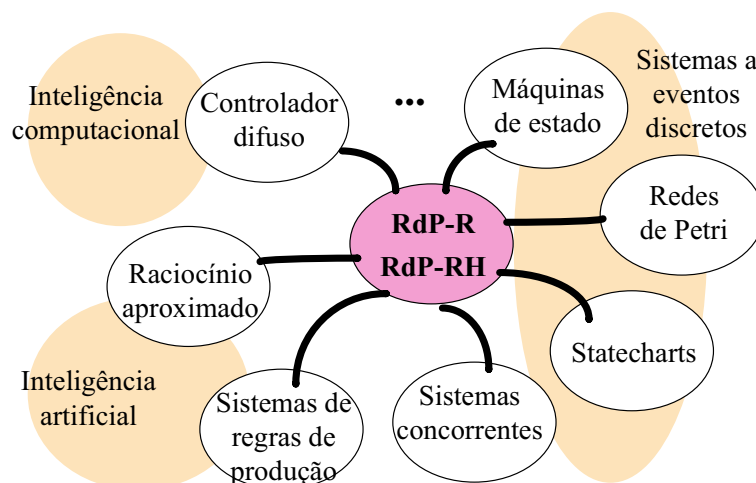 Inteligência
computacional
Controlador
difuso
...
Máquinas
de estado
Sistemas a
eventos
discretos
RdP-R
RdP-RH
Redes
de Petri
Raciocínio
aproximado
Statecharts
Inteligência
artificial
Sistemas de
regras de
produção
Sistemas
concorrentes